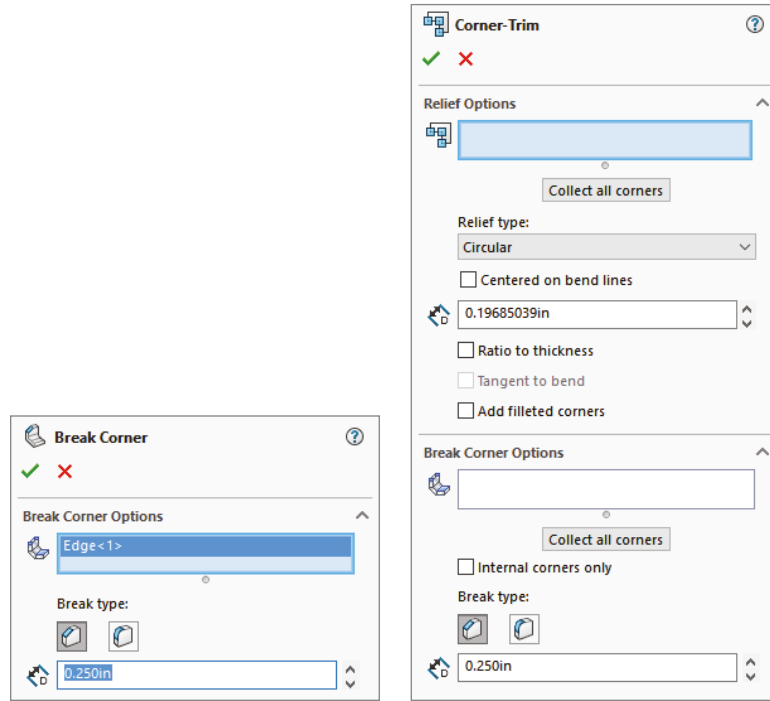 Break Corner
Break Corner Options
Edge<1>
Break type:
0.250in
Corner-Trim
Relief Options
Collect all corners
Relief type:
Circular
Centered on bend lines
D
0.19685039in
Ratio to thickness
Tangent to bend
Add filleted corners
Break Corner Options
Collect all corners
Internal corners only
Break type:
D
0.250in